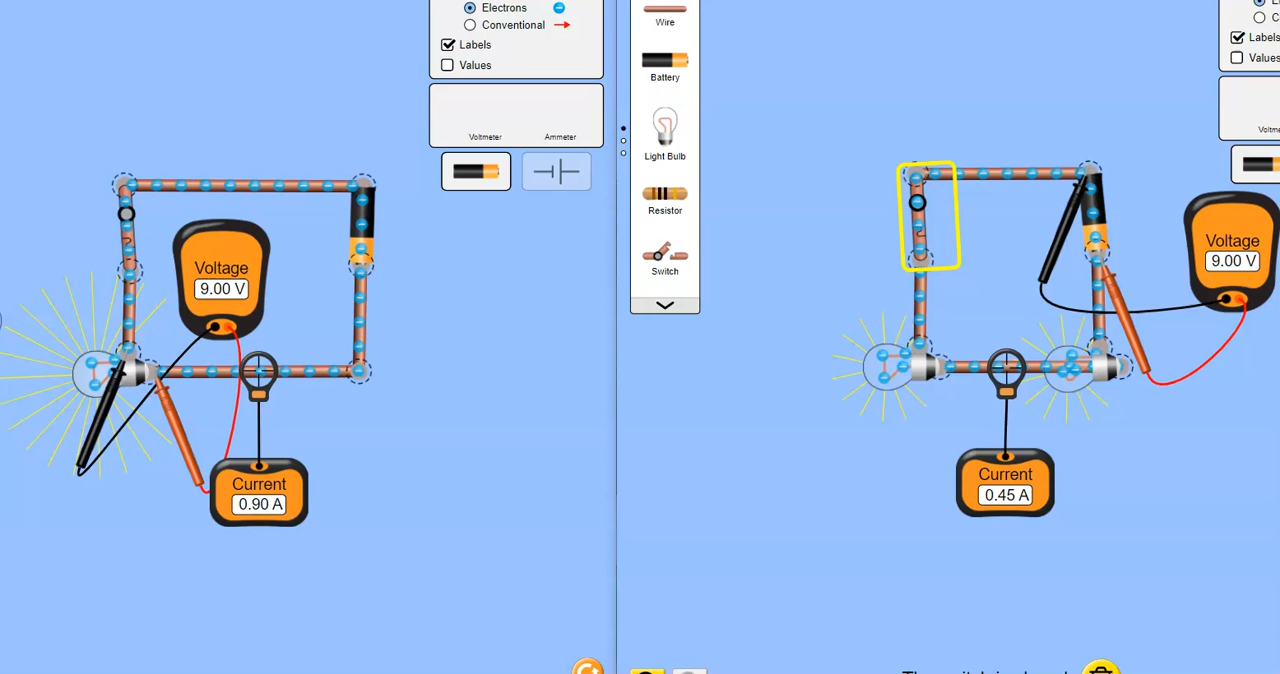 Electrons
Conventional
Labels
Values
Voltmeter
Ammeter
Voltage
9.00 V
Current
0.90 A
Wire
Battery
Light Bulb
Resistor
Switch
Labels
Voltage
9.00 V
Current
0.45 A